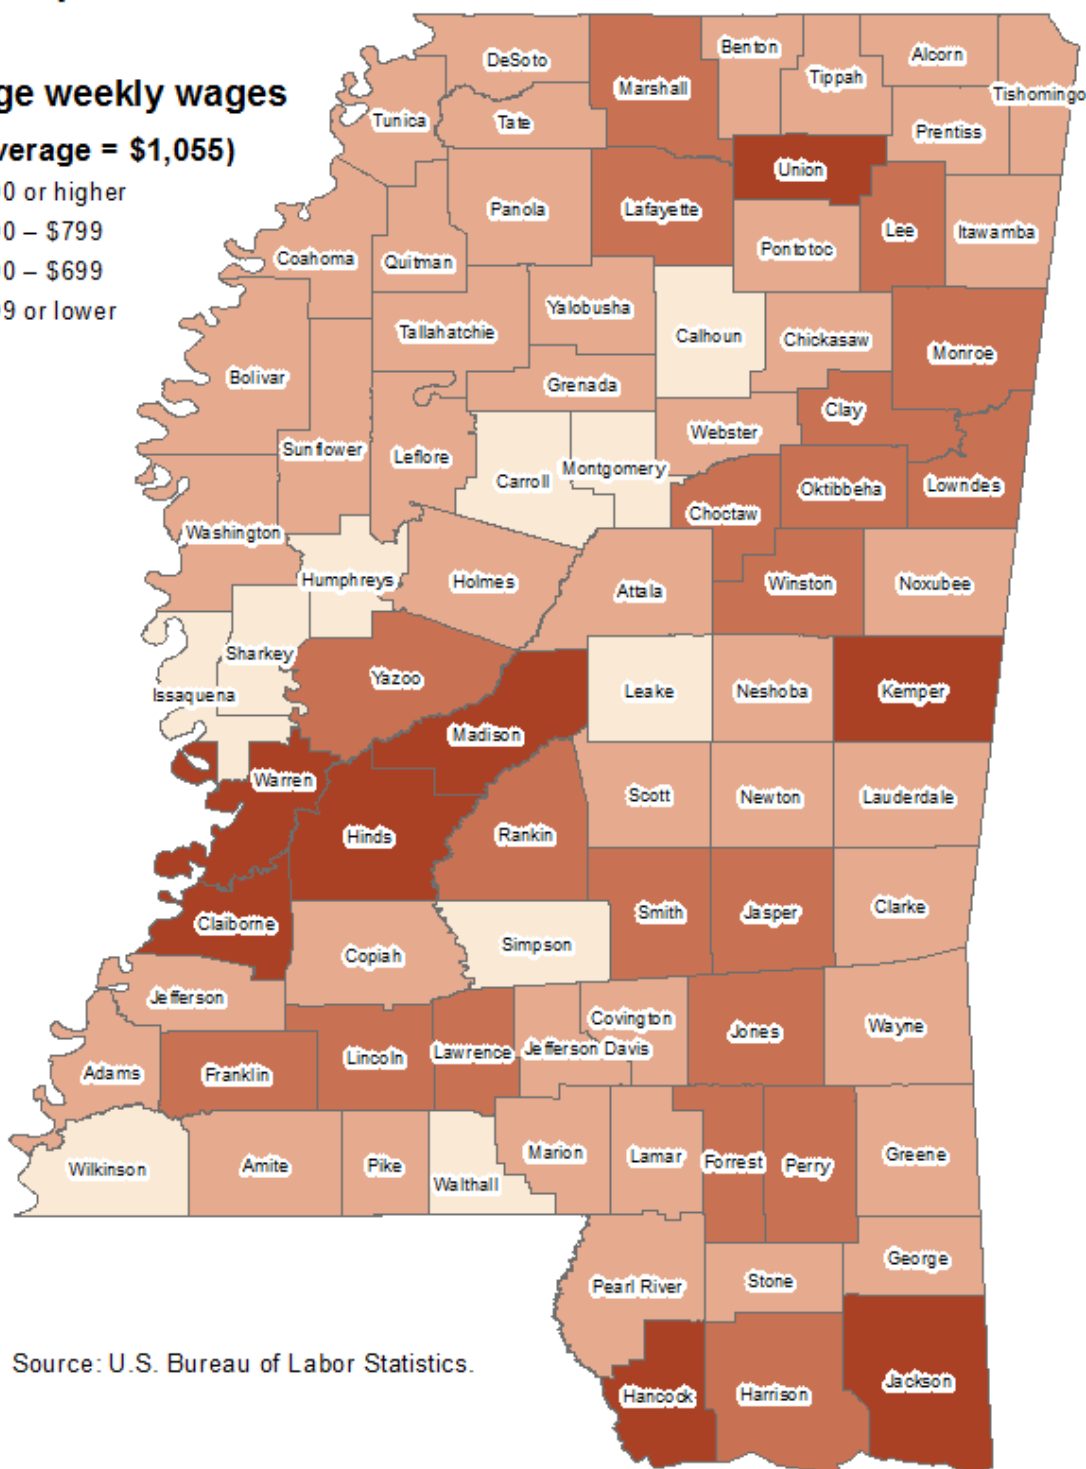 ge weekly wages
verage = $1,055)
0 or higher
0 – $799
0 – $699
9 or lower
DeSoto
Marshall
Benton
Tippah
Alcorn
Tishomingo
Tunica
Tate
Prentiss
Union
Panola
Lafayette
Lee
Itawamba
Coahoma
Quitman
Pontotoc
Tallahatchie
Yalobusha
Calhoun
Chickasaw
Monroe
Bolivar
Grenada
Clay
Sunflower
Leflore
Webster
Carroll
Montgomery
Oktibbeha
Lowndes
Washington
Choctaw
Humphreys
Holmes
Attala
Winston
Noxubee
Sharkey
Issaquena
Yazoo
Leake
Neshoba
Kemper
Madison
Warren
Scott
Newton
Lauderdale
Hinds
Rankin
Claiborne
Smith
Jasper
Clarke
Copiah
Simpson
Jefferson
Covington
Jones
Wayne
Adams
Franklin
Lincoln
Lawrence
Jefferson Davis
Wilkinson
Amite
Pike
Walthall
Marion
Lamar
Forrest
Perry
Greene
Pearl River
Stone
George
Source: U.S. Bureau of Labor Statistics.
Hancock
Harrison
Jackson